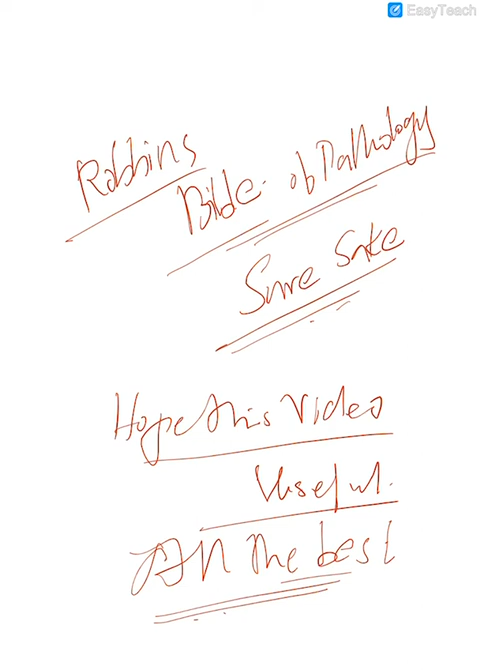 EasyTeach
Robbins
Bible of Pathology
Sure Sake
Hope this Video
Useful.
All The best